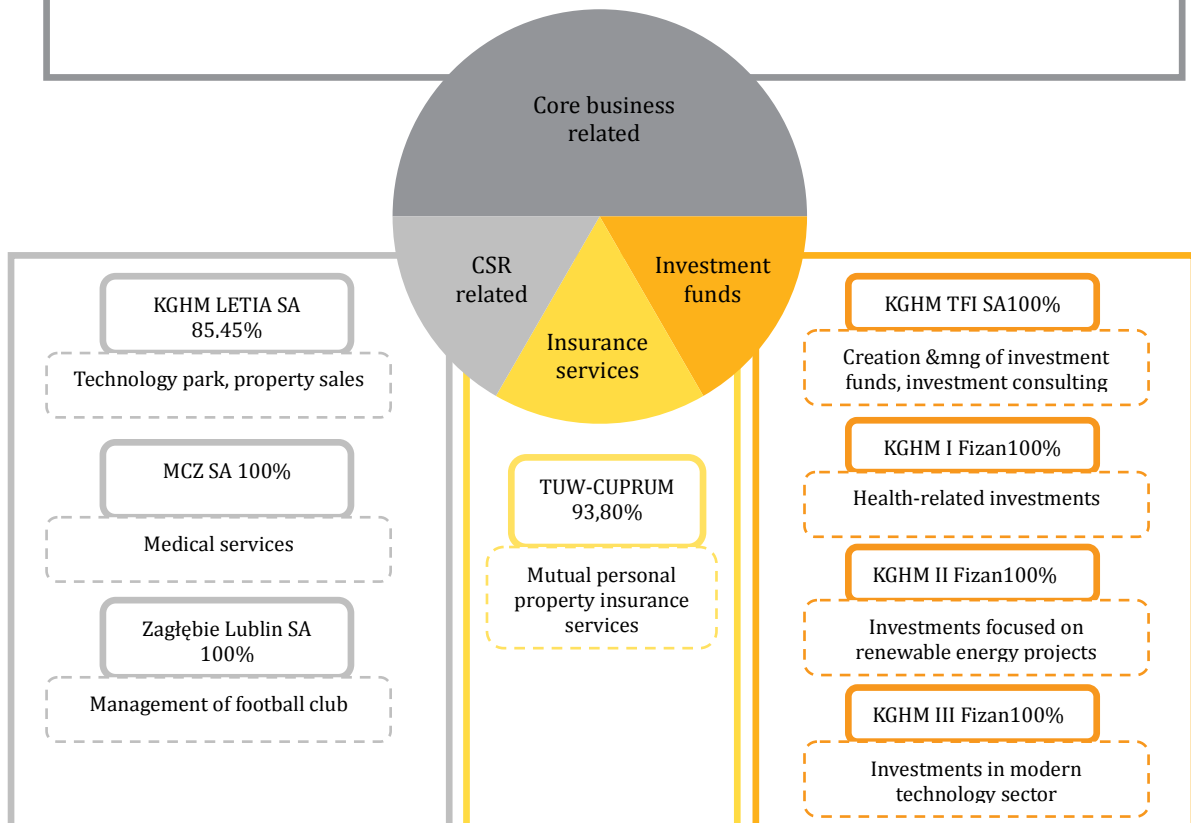 Core business
related
CSR
related
Insurance
services
Investment
funds
KGHM LETIA SA
85.45%
Technology park, property sales
MCZ SA 100%
Medical services
Zagłębie Lublin SA
100%
Management of football club
TUW-CUPRUM
93,80%
Mutual personal
property insurance
services
KGHM TFI SA100%
Creation &mng of investment
funds, investment consulting
KGHM I Fizan100%
Health-related investments
KGHM II Fizan100%
Investments focused on
renewable energy projects
KGHM III Fizan100%
Investments in modern
technology sector